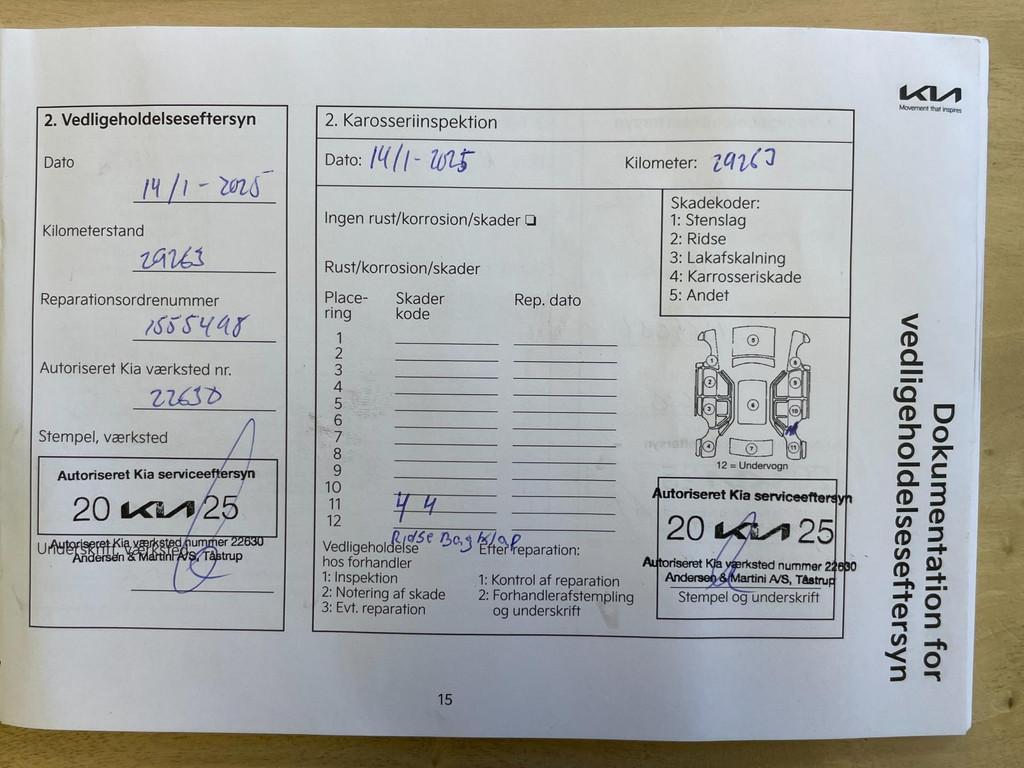 KIA
Movement that inspires
Dokumentation for
vedligeholdelseseftersyn
2. Vedligeholdelseseftersyn
Dato
14/1 - 2025
Kilometerstand
29263
Reparationsordrenummer
1555498
Autoriseret Kia værksted nr.
22630
Stempel, værksted
Autoriseret Kia serviceeftersyn
20 KIA 25
Autoriseret Kia værksted nummer 22630
Andersen & Martini A/S, Tåstrup
Underskrift, værksted
2. Karosseriinspektion
Dato: 14/1 - 2025
Kilometer: 29263
Ingen rust/korrosion/skader ❏
Rust/korrosion/skader
Skadekoder:
1: Stenslag
2: Ridse
3: Lakafskalning
4: Karrosseriskade
5: Andet
Place-ring Skader kode Rep. dato
1
2
3
4
5
6
7
8
9
10
11 4 4
12
Ridse Bagklap
12 = Undervogn
Vedligeholdelse
hos forhandler
1: Inspektion
2: Notering af skade
3: Evt. reparation
Efter reparation:
1: Kontrol af reparation
2: Forhandlerafstempling
og underskrift
Autoriseret Kia serviceeftersyn
20 KIA 25
Autoriseret Kia værksted nummer 22630
Andersen & Martini A/S, Tåstrup
Stempel og underskrift
15